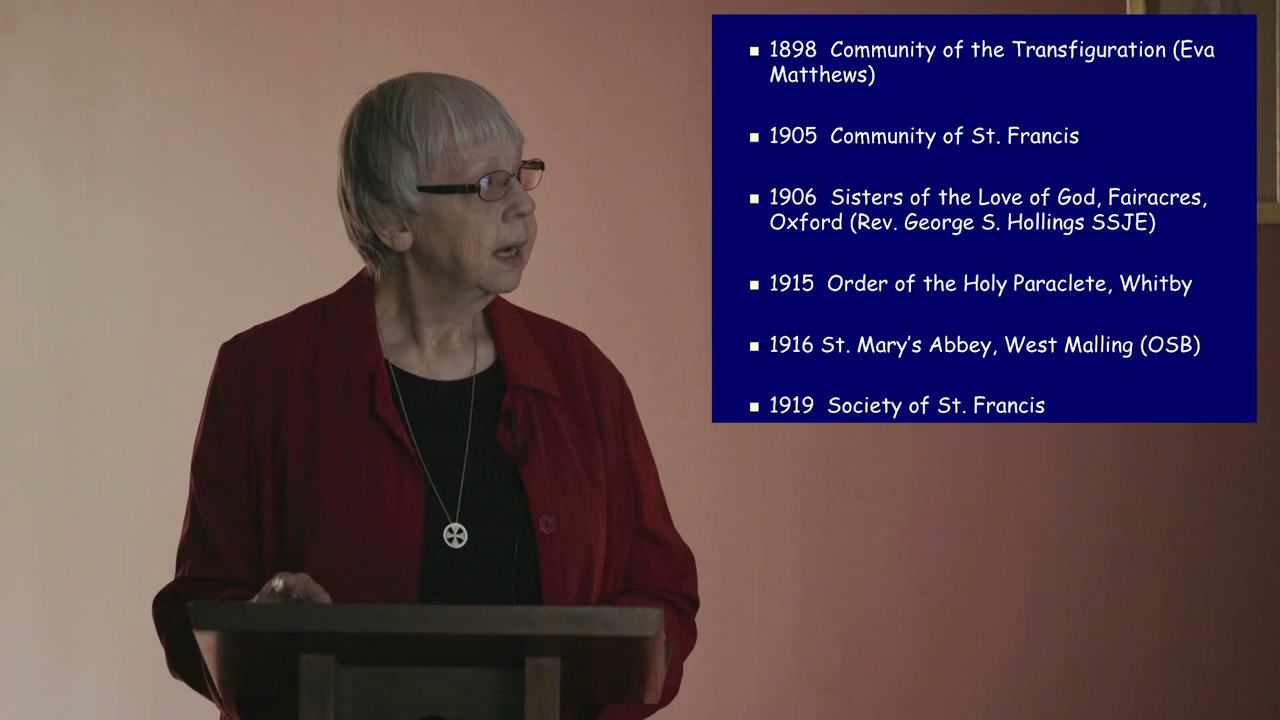 ▪ 1898 Community of the Transfiguration (Eva
Matthews)
▪ 1905 Community of St. Francis
▪ 1906 Sisters of the Love of God, Fairacres,
Oxford (Rev. George S. Hollings SSJE)
▪ 1915 Order of the Holy Paraclete, Whitby
▪ 1916 St. Mary's Abbey, West Malling (OSB)
▪ 1919 Society of St. Francis